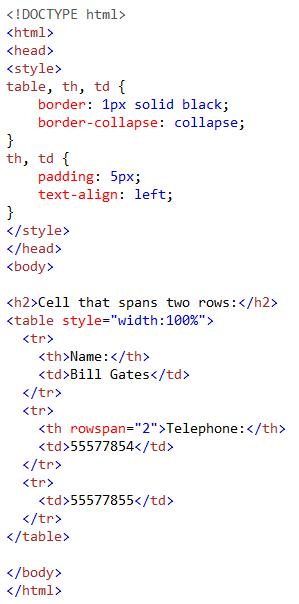 <!DOCTYPE html>
<html>
<head>
<style>
table, th, td {
    border: 1px solid black;
    border-collapse: collapse;
}
th, td {
    padding: 5px;
    text-align: left;
}
</style>
</head>
<body>

<h2>Cell that spans two rows:</h2>
<table style="width:100%">
  <tr>
    <th>Name:</th>
    <td>Bill Gates</td>
  </tr>
  <tr>
    <th rowspan="2">Telephone:</th>
    <td>55577854</td>
  </tr>
  <tr>
    <td>55577855</td>
  </tr>
</table>

</body>
</html>